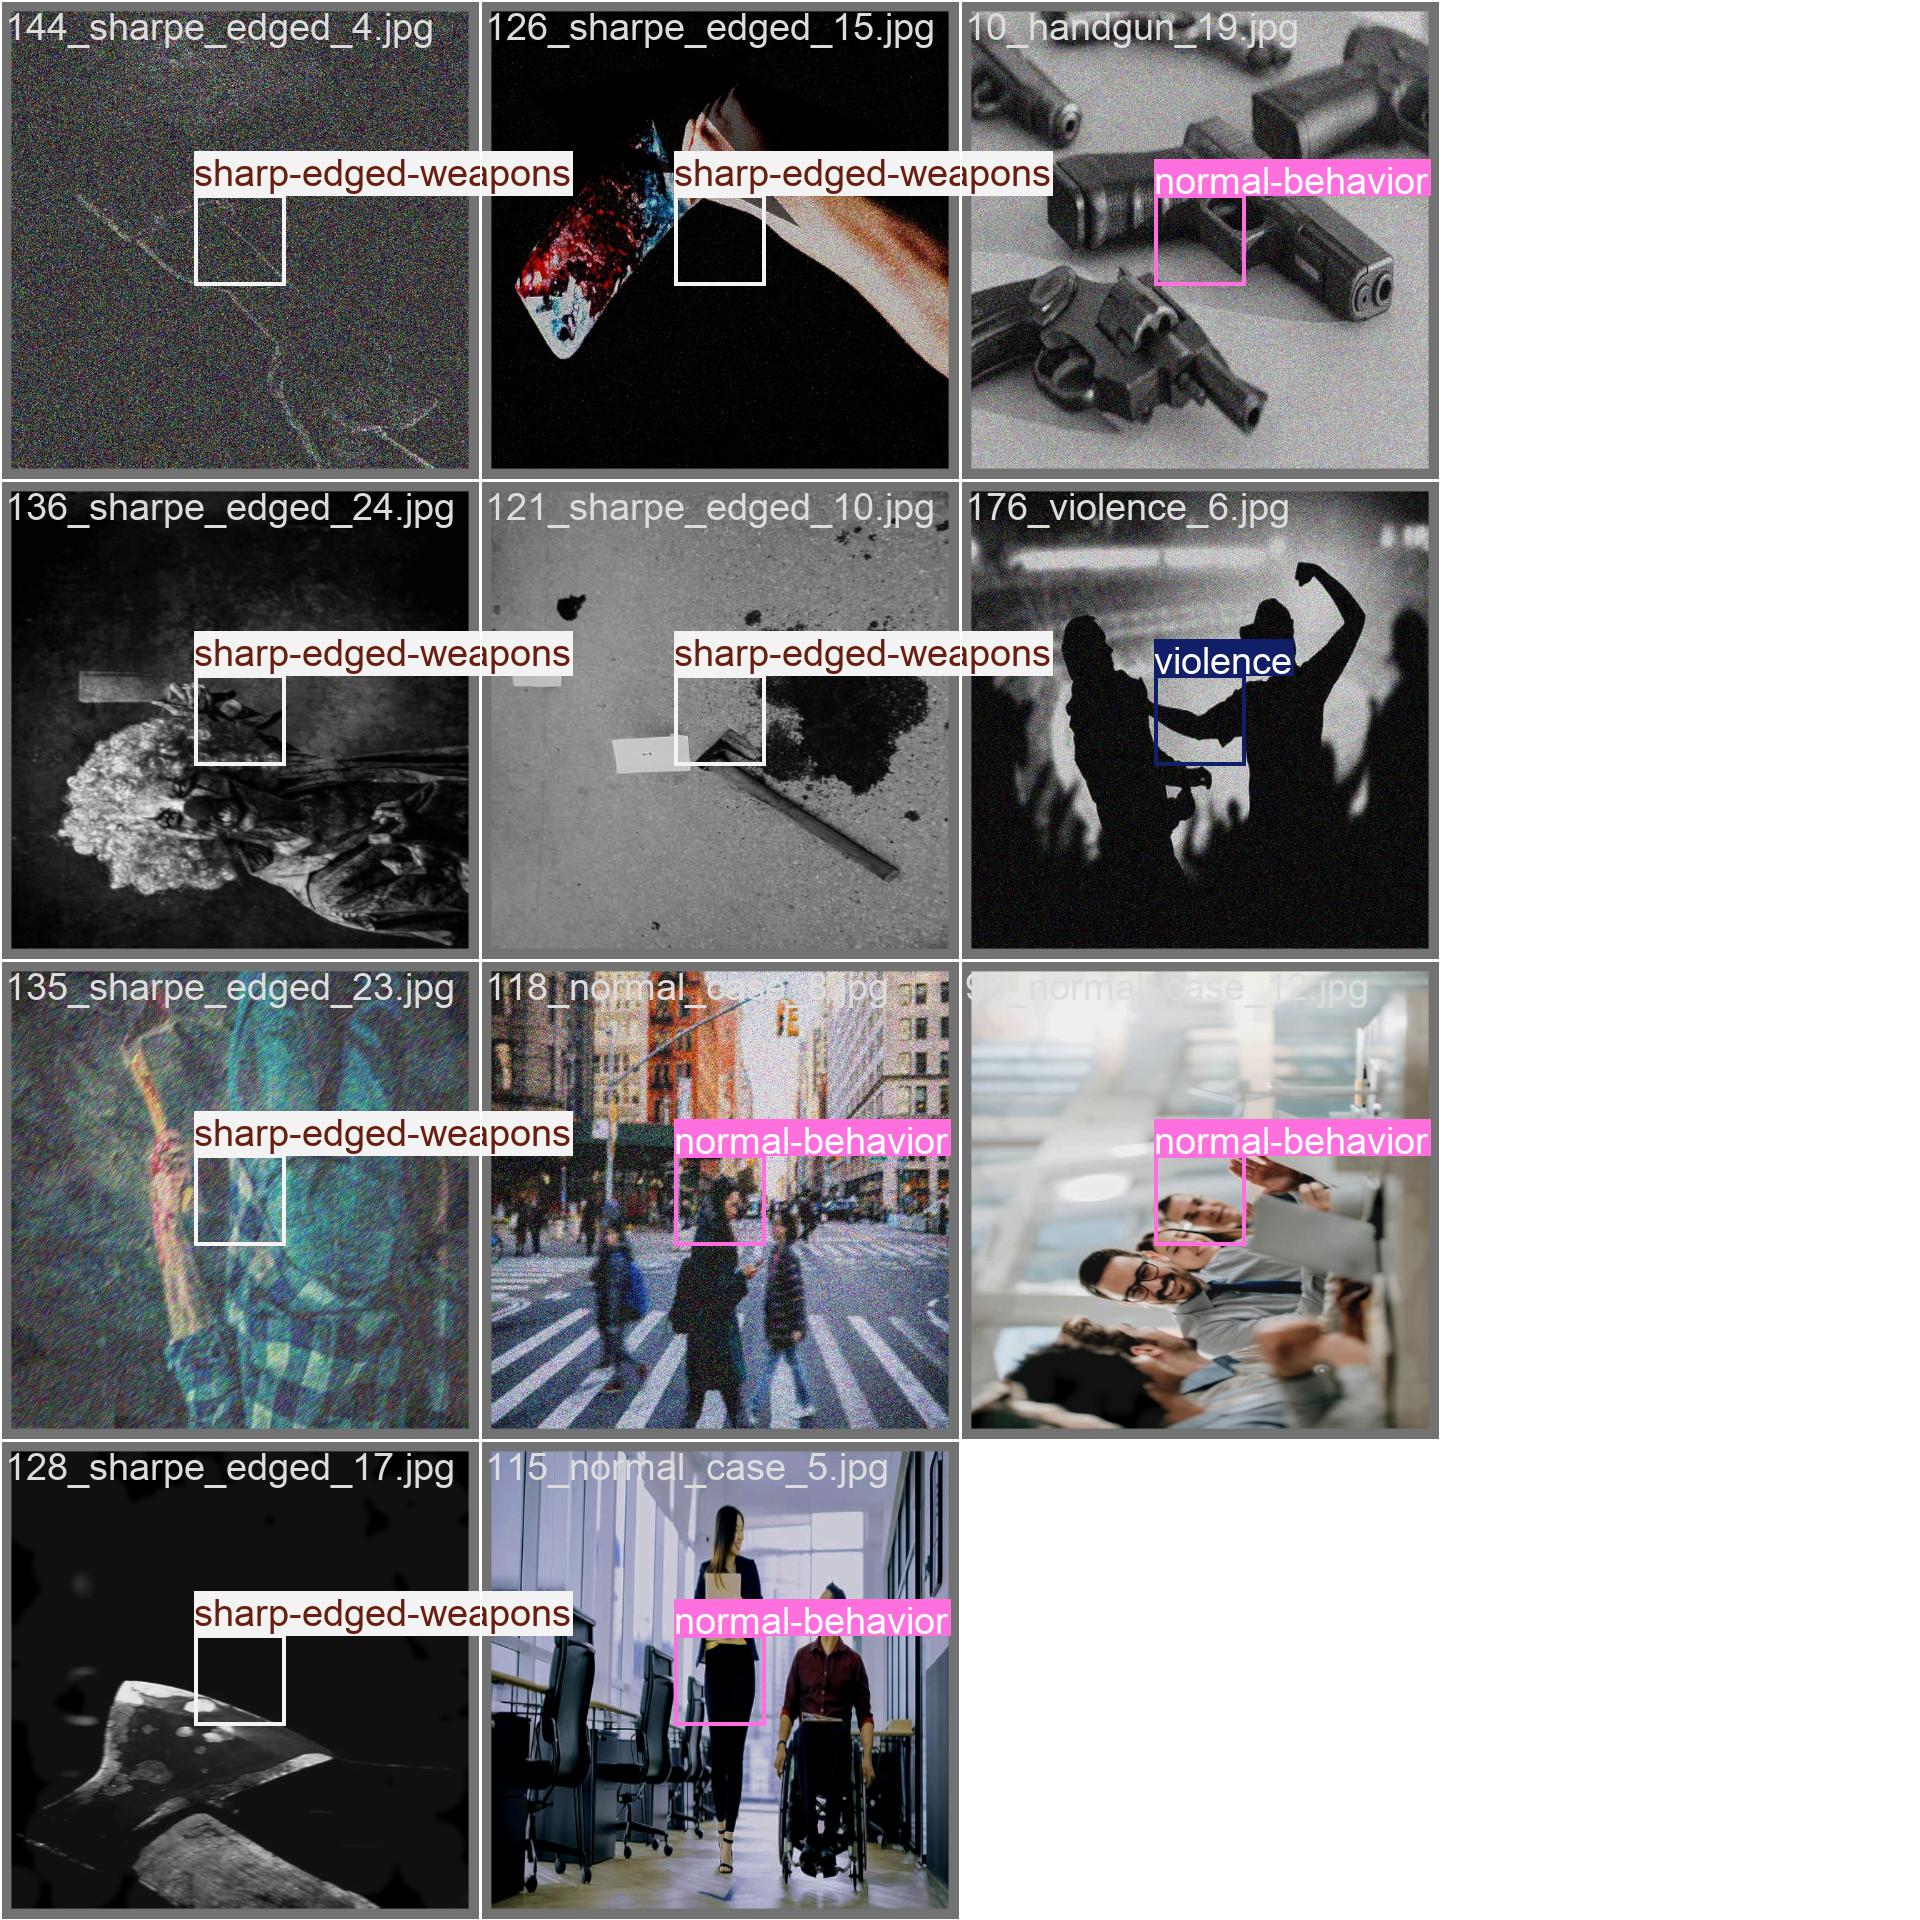 144_sharpe_edged_4.jpg
126_sharpe_edged_15.jpg
10_handgun_19.jpg
sharp-edged-weapons
sharp-edged-weapons
normal-behavior
136_sharpe_edged_24.jpg
121_sharpe_edged_10.jpg
176_violence_6.jpg
sharp-edged-weapons
sharp-edged-weapons
violence
135_sharpe_edged_23.jpg
118_normal_case_8.jpg
_normal_case_12.jpg
sharp-edged-weapons
normal-behavior
normal-behavior
128_sharpe_edged_17.jpg
115_normal_case_5.jpg
sharp-edged-weapons
normal-behavior